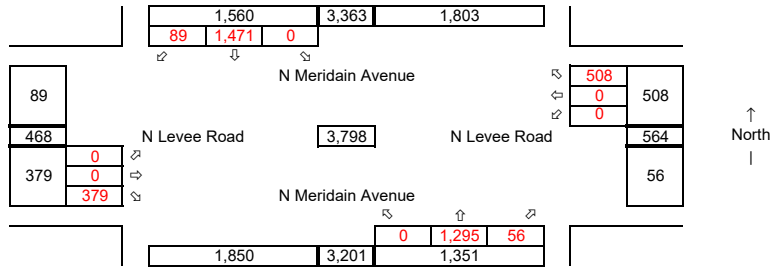 1,560 3,363 1,803
89 1,471 0
N Meridain Avenue
508
89 0 508
0
468 N Levee Road 3,798 N Levee Road 564
↑
North
|
0
379 0 56
379 N Meridain Avenue
0 1,295 56
1,850 3,201 1,351